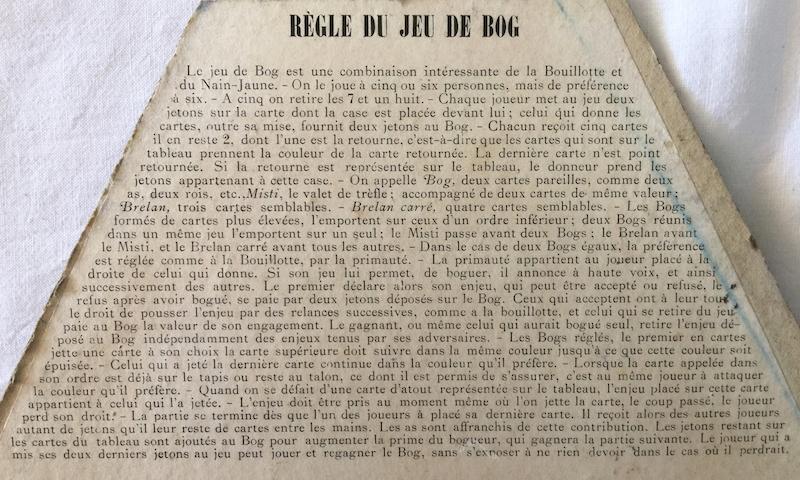 RÈGLE DU JEU DE BOG
Le jeu de Bog est une combinaison intéressante de la Bouillotte et
du Nain-Jaune. - On le joue à cinq ou six personnes, mais de préférence
à six. - A cinq on retire les 7 et un huit. - Chaque joueur met au jeu deux
jetons sur la carte dont la case est placée devant lui ; celui qui donne les
cartes, outre sa mise, fournit deux jetons au Bog. - Chacun reçoit cinq cartes
il en reste 2, dont l'une est la retourne, c'est-à-dire que les cartes qui sont sur le
tableau prennent la couleur de la carte retournée. La dernière carte n'est point
retournée. Si la retourne est représentée sur le tableau, le donneur prend les
jetons appartenant à cette case. - On appelle Bog, deux cartes pareilles, comme deux
as, deux rois, etc..Misti, le valet de trèfle ; accompagné de deux cartes de même valeur ;
Brelan, trois cartes semblables. - Brelan carré, quatre cartes semblables. - Les Bogs
formés de cartes plus élevées, l'emportent sur ceux d'un ordre inférieur ; deux Bogs réunis
dans un même jeu l'emportent sur un seul ; le Misti passe avant deux Bogs ; le Brelan avant
le Misti, et le Brelan carré avant tous les autres. - Dans le cas de deux Bogs égaux, la préférence
est réglée comme à la Bouillotte, par la primauté. - La primauté appartient au joueur placé à la
droite de celui qui donne. Si son jeu lui permet, de boguer, il annonce à haute voix, et ainsi
successivement des autres. Le premier déclare alors son enjeu, qui peut être accepté ou refusé, le
refus après avoir bogué, se paie par deux jetons déposés sur le Bog. Ceux qui acceptent ont à leur tour
le droit de pousser l'enjeu par des relances successives, comme a la bouillotte, et celui qui se retire du jeu
paie au Bog la valeur de son engagement. Le gagnant, ou même celui qui aurait bogué seul, retire l'enjeu dé-
posé au Bog indépendamment des enjeux tenus par ses adversaires. - Les Bogs réglés, le premier en cartes
jette une carte à son choix la carte supérieure doit suivre dans la même couleur jusqu'à ce que cette couleur soit
épuisée. - Celui qui a jeté la dernière carte continue dans la couleur qu'il préfère. - Lorsque la carte appelée dans
son ordre est déjà sur le tapis ou reste au talon, ce dont il est permis de s'assurer, c'est au même joueur à attaquer
la couleur qu'il préfère. - Quand on se défait d'une carte d'atout représentée sur le tableau, l'enjeu placé sur cette carte
appartient à celui qui l'a jetée. - L'enjeu doit être pris au moment même où l'on jette la carte, le coup passé, le joueur
perd son droit. - La partie se termine dès que l'un des joueurs à placé sa dernière carte. Il reçoit alors des autres joueurs
autant de jetons qu'il leur reste de cartes entre les mains. Les as sont affranchis de cette contribution. Les jetons restant sur
les cartes du tableau sont ajoutés au Bog pour augmenter la prime du bogueur, qui gagnera la partie suivante. Le joueur qui a
mis ses deux derniers jetons au jeu peut jouer et regagner le Bog, sans s'exposer à ne rien devoir dans le cas où il perdrait.